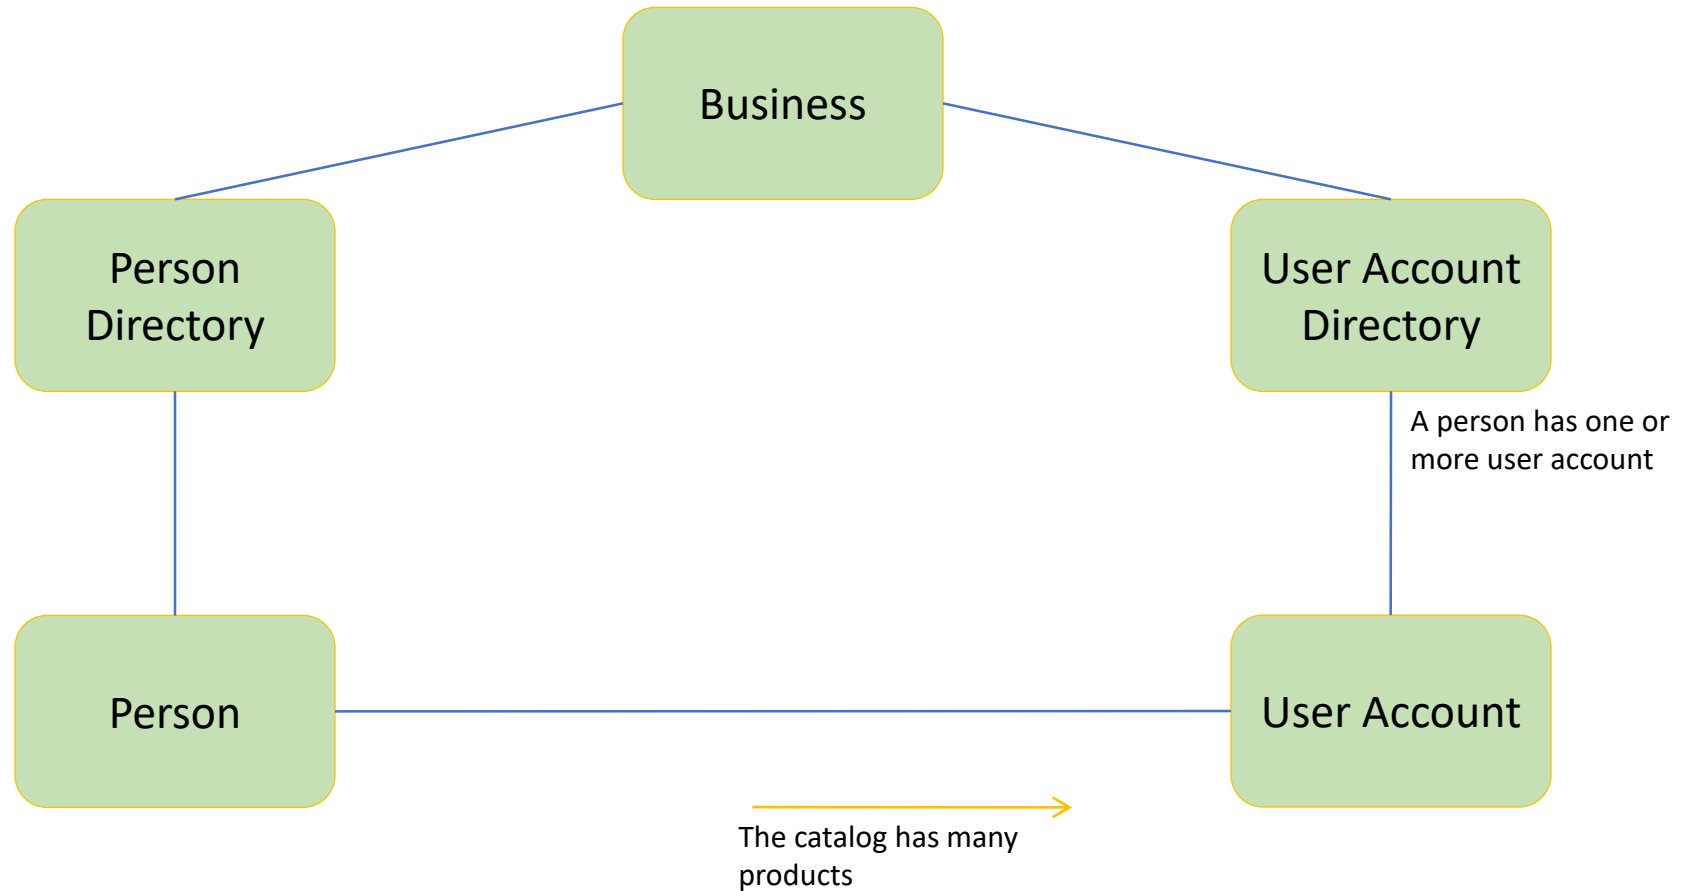 Business
Person
Directory
User Account
Directory
A person has one or
more user account
Person
User Account
The catalog has many
products